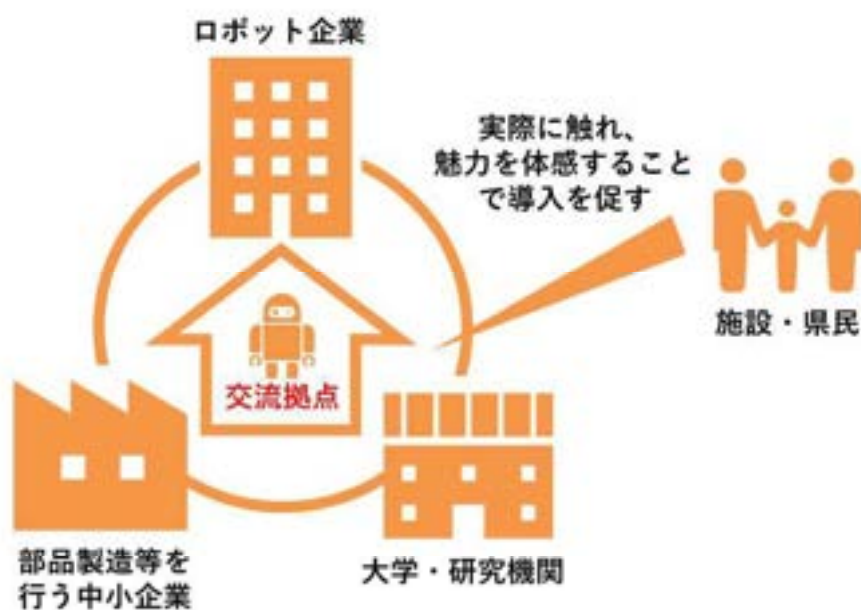 ロボット企業
実際に触れ、
魅力を体感すること
で導入を促す
施設・県民
交流拠点
部品製造等を
行う中小企業
大学・研究機関